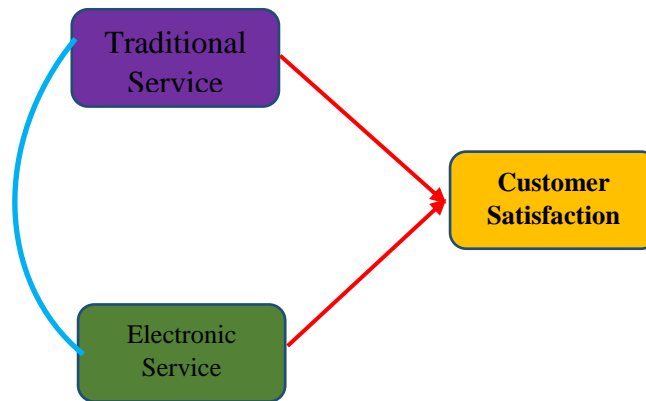 Traditional
Service
Customer
Satisfaction
Electronic
Service